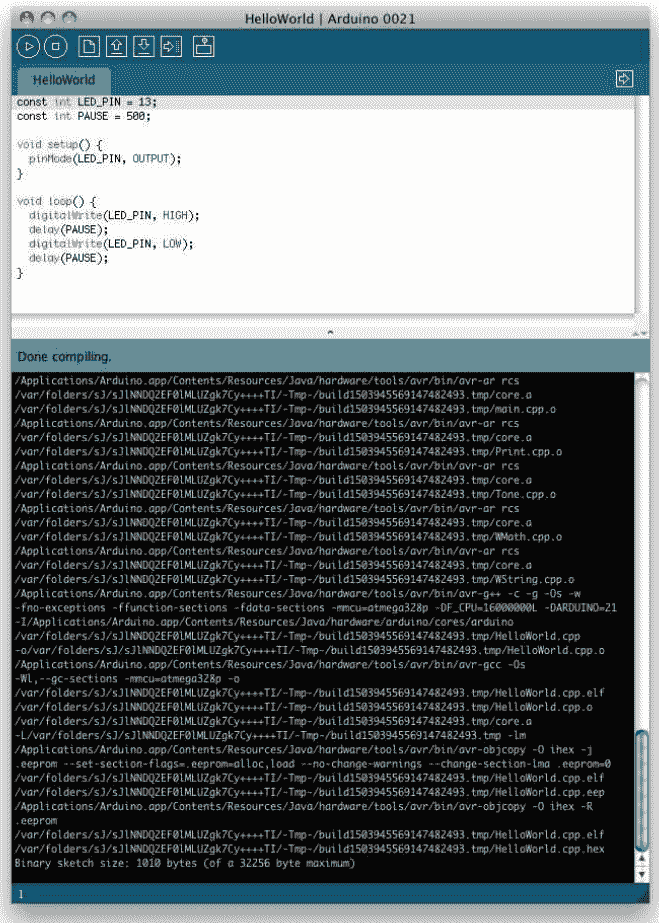 HelloWorld | Arduino 0021
HelloWorld
const int LED_PIN = 13;
const int PAUSE = 500;
void setup() {
pinMode(LED_PIN, OUTPUT);
}
void loop() {
digitalWrite(LED_PIN, HIGH);
delay(PAUSE);
digitalWrite(LED_PIN, LOW);
delay(PAUSE);
}
Done compiling.
/Applications/Arduino.app/Contents/Resources/Java/hardware/tools/avr/bin/avr-ar rcs
/var/folders/sJ/sJlNNDQ2EF0lMLUZgk7Cy++++TI/-Tmp-/build1503945569147482493.tmp/core.a
/var/folders/sJ/sJlNNDQ2EF0lMLUZgk7Cy++++TI/-Tmp-/build1503945569147482493.tmp/main.cpp.o
/Applications/Arduino.app/Contents/Resources/Java/hardware/tools/avr/bin/avr-ar rcs
/var/folders/sJ/sJlNNDQ2EF0lMLUZgk7Cy++++TI/-Tmp-/build1503945569147482493.tmp/core.a
/var/folders/sJ/sJlNNDQ2EF0lMLUZgk7Cy++++TI/-Tmp-/build1503945569147482493.tmp/Print.cpp.o
/Applications/Arduino.app/Contents/Resources/Java/hardware/tools/avr/bin/avr-ar rcs
/var/folders/sJ/sJlNNDQ2EF0lMLUZgk7Cy++++TI/-Tmp-/build1503945569147482493.tmp/core.a
/var/folders/sJ/sJlNNDQ2EF0lMLUZgk7Cy++++TI/-Tmp-/build1503945569147482493.tmp/Tone.cpp.o
/Applications/Arduino.app/Contents/Resources/Java/hardware/tools/avr/bin/avr-ar rcs
/var/folders/sJ/sJlNNDQ2EF0lMLUZgk7Cy++++TI/-Tmp-/build1503945569147482493.tmp/core.a
/var/folders/sJ/sJlNNDQ2EF0lMLUZgk7Cy++++TI/-Tmp-/build1503945569147482493.tmp/WMath.cpp.o
/Applications/Arduino.app/Contents/Resources/Java/hardware/tools/avr/bin/avr-ar rcs
/var/folders/sJ/sJlNNDQ2EF0lMLUZgk7Cy++++TI/-Tmp-/build1503945569147482493.tmp/core.a
/var/folders/sJ/sJlNNDQ2EF0lMLUZgk7Cy++++TI/-Tmp-/build1503945569147482493.tmp/WString.cpp.o
/Applications/Arduino.app/Contents/Resources/Java/hardware/tools/avr/bin/avr-g++ -c -g -Os -w
-fno-exceptions -ffunction-sections -fdata-sections -mmcu=atmega328p -DF_CPU=16000000L -DARDUINO=21
-I/Applications/Arduino.app/Contents/Resources/Java/hardware/arduino/cores/arduino
/var/folders/sJ/sJlNNDQ2EF0lMLUZgk7Cy++++TI/-Tmp-/build1503945569147482493.tmp/HelloWorld.cpp
-o/var/folders/sJ/sJlNNDQ2EF0lMLUZgk7Cy++++TI/-Tmp-/build1503945569147482493.tmp/HelloWorld.cpp.o
/Applications/Arduino.app/Contents/Resources/Java/hardware/tools/avr/bin/avr-gcc -Os
-Wl,--gc-sections -mmcu=atmega328p -o
/var/folders/sJ/sJlNNDQ2EF0lMLUZgk7Cy++++TI/-Tmp-/build1503945569147482493.tmp/HelloWorld.cpp.elf
/var/folders/sJ/sJlNNDQ2EF0lMLUZgk7Cy++++TI/-Tmp-/build1503945569147482493.tmp/HelloWorld.cpp.o
/var/folders/sJ/sJlNNDQ2EF0lMLUZgk7Cy++++TI/-Tmp-/build1503945569147482493.tmp/core.a
-L/var/folders/sJ/sJlNNDQ2EF0lMLUZgk7Cy++++TI/-Tmp-/build1503945569147482493.tmp -lm
/Applications/Arduino.app/Contents/Resources/Java/hardware/tools/avr/bin/avr-objcopy -O ihex -j
.eeprom --set-section-flags=.eeprom=alloc,load --no-change-warnings --change-section-lma .eeprom=0
/var/folders/sJ/sJlNNDQ2EF0lMLUZgk7Cy++++TI/-Tmp-/build1503945569147482493.tmp/HelloWorld.cpp.elf
/var/folders/sJ/sJlNNDQ2EF0lMLUZgk7Cy++++TI/-Tmp-/build1503945569147482493.tmp/HelloWorld.cpp.eep
/Applications/Arduino.app/Contents/Resources/Java/hardware/tools/avr/bin/avr-objcopy -O ihex -R
.eeprom
/var/folders/sJ/sJlNNDQ2EF0lMLUZgk7Cy++++TI/-Tmp-/build1503945569147482493.tmp/HelloWorld.cpp.elf
/var/folders/sJ/sJlNNDQ2EF0lMLUZgk7Cy++++TI/-Tmp-/build1503945569147482493.tmp/HelloWorld.cpp.hex
Binary sketch size: 1010 bytes (of a 32256 byte maximum)
1